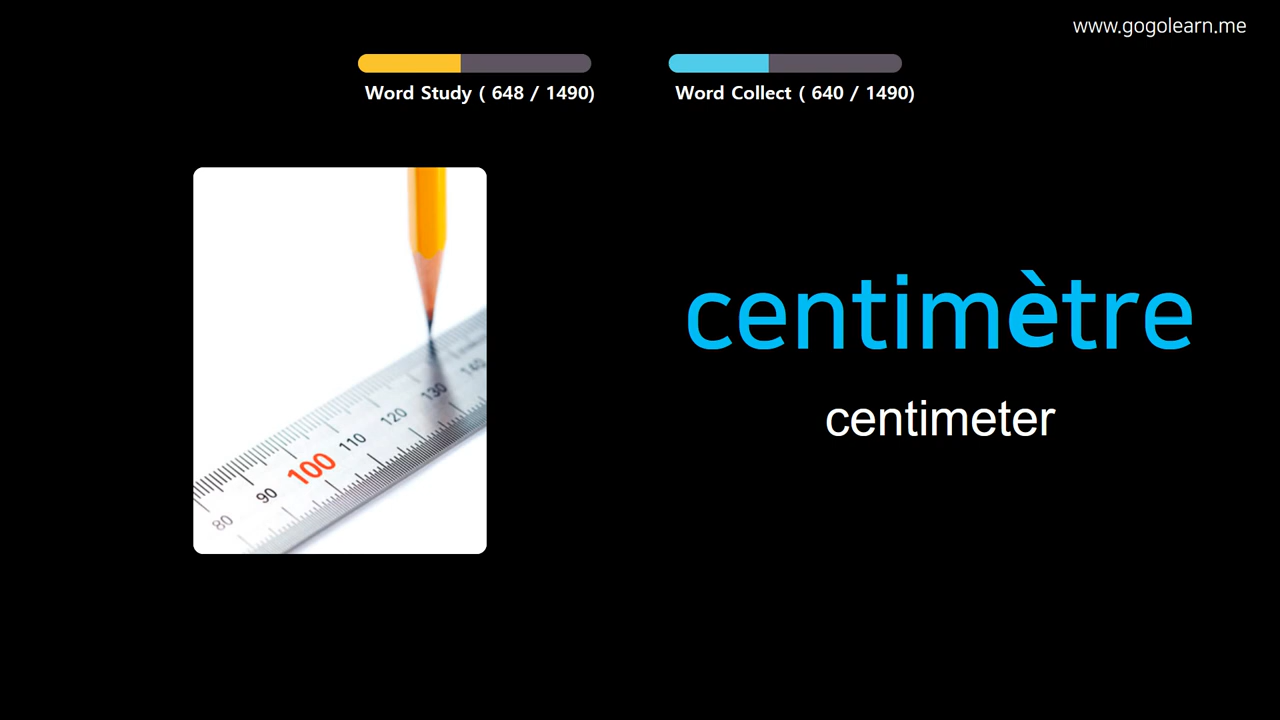 www.gogolearn.me
Word Study ( 648 / 1490)
Word Collect ( 640 / 1490)
centimètre
centimeter
80
90
100
110
120
130
140